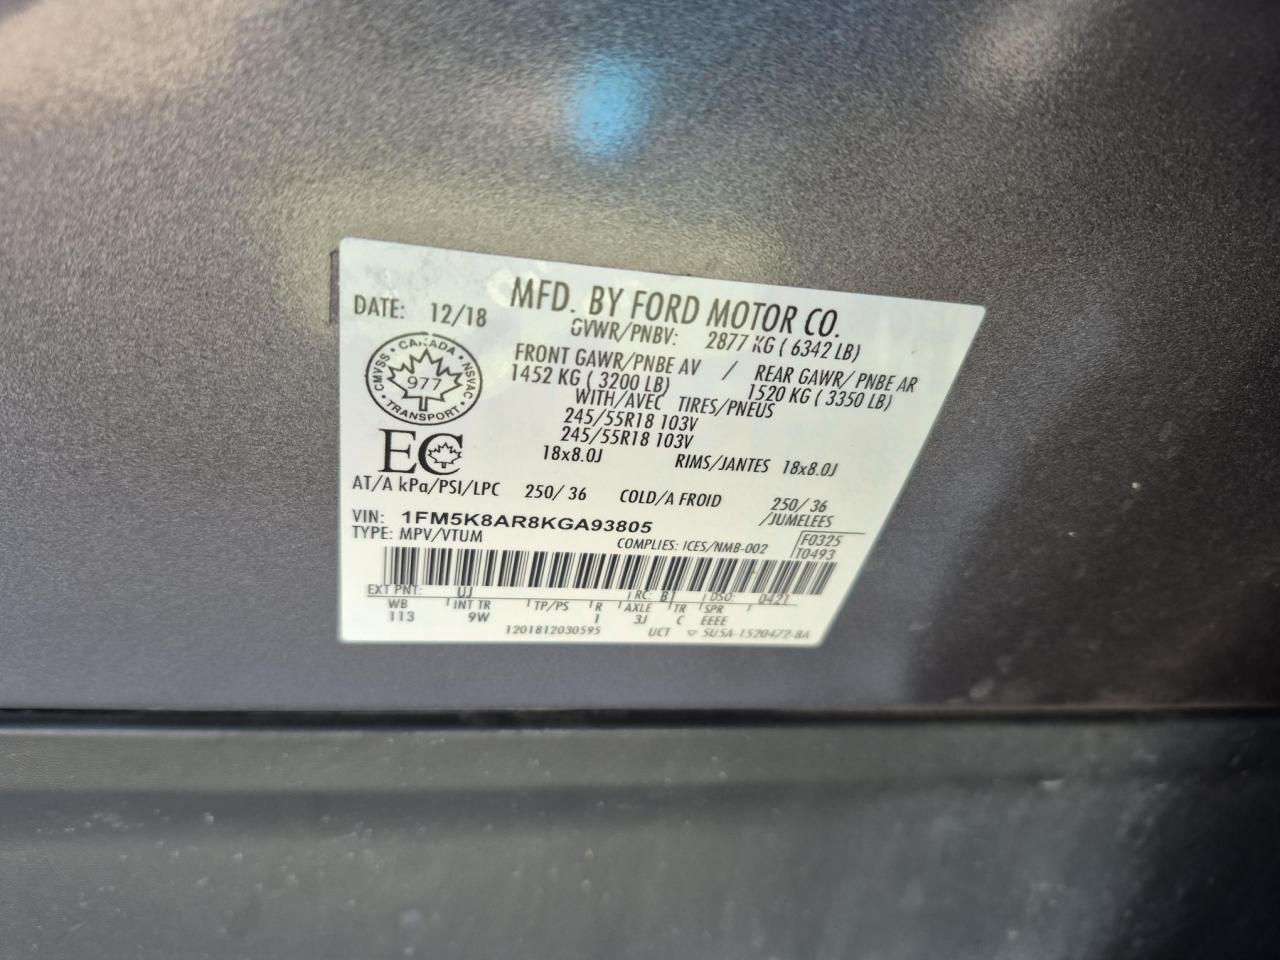 MFD. BY FORD MOTOR CO.
DATE: 12/18
GVWR/PNBV: 2877 KG ( 6342 LB)
FRONT GAWR/PNBE AV / REAR GAWR/ PNBE AR
1452 KG ( 3200 LB) 1520 KG ( 3350 LB)
WITH/AVEC TIRES/PNEUS
245/55R18 103V
245/55R18 103V
18x8.0J RIMS/JANTES 18x8.0J
CMVSS · CANADA · NSVAC
977
· TRANSPORT ·
EC
AT/A kPa/PSI/LPC 250/ 36 COLD/A FROID 250/ 36
/JUMELEES
VIN: 1FM5K8AR8KGA93805
TYPE: MPV/VTUM COMPLIES: ICES/NMB-002
F0325
T0493
EXT PNT: UJ RC: B1 DSO: 0421
WB INT TR TP/PS R AXLE TR SPR
113 9W 1 3J C EEEE
1201812030595 UCT ▽ 5U5A-1520472-BA